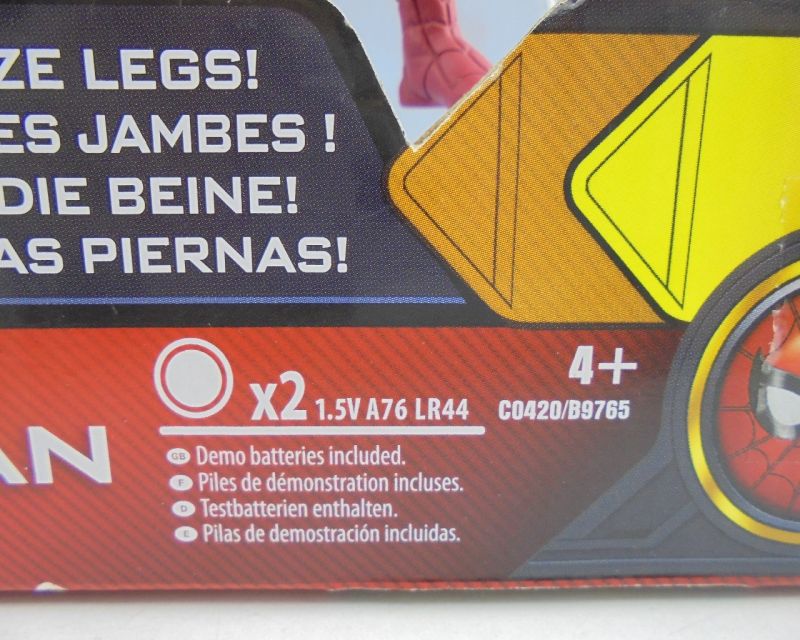 ZE LEGS!
ES JAMBES !
DIE BEINE!
AS PIERNAS!
4+
x2 1.5V A76 LR44
C0420/B9765
AN
GB Demo batteries included.
F Piles de démonstration incluses.
D Testbatterien enthalten.
E Pilas de demostración incluidas.